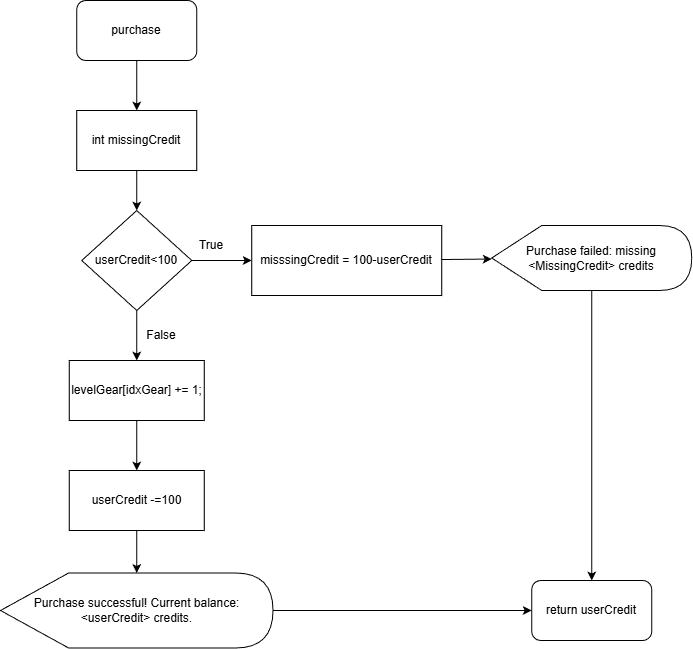 purchase
int missingCredit
userCredit<100
True
misssingCredit = 100-userCredit
Purchase failed: missing
<MissingCredit> credits
False
levelGear[idxGear] += 1;
userCredit -=100
Purchase successful! Current balance:
<userCredit> credits.
return userCredit